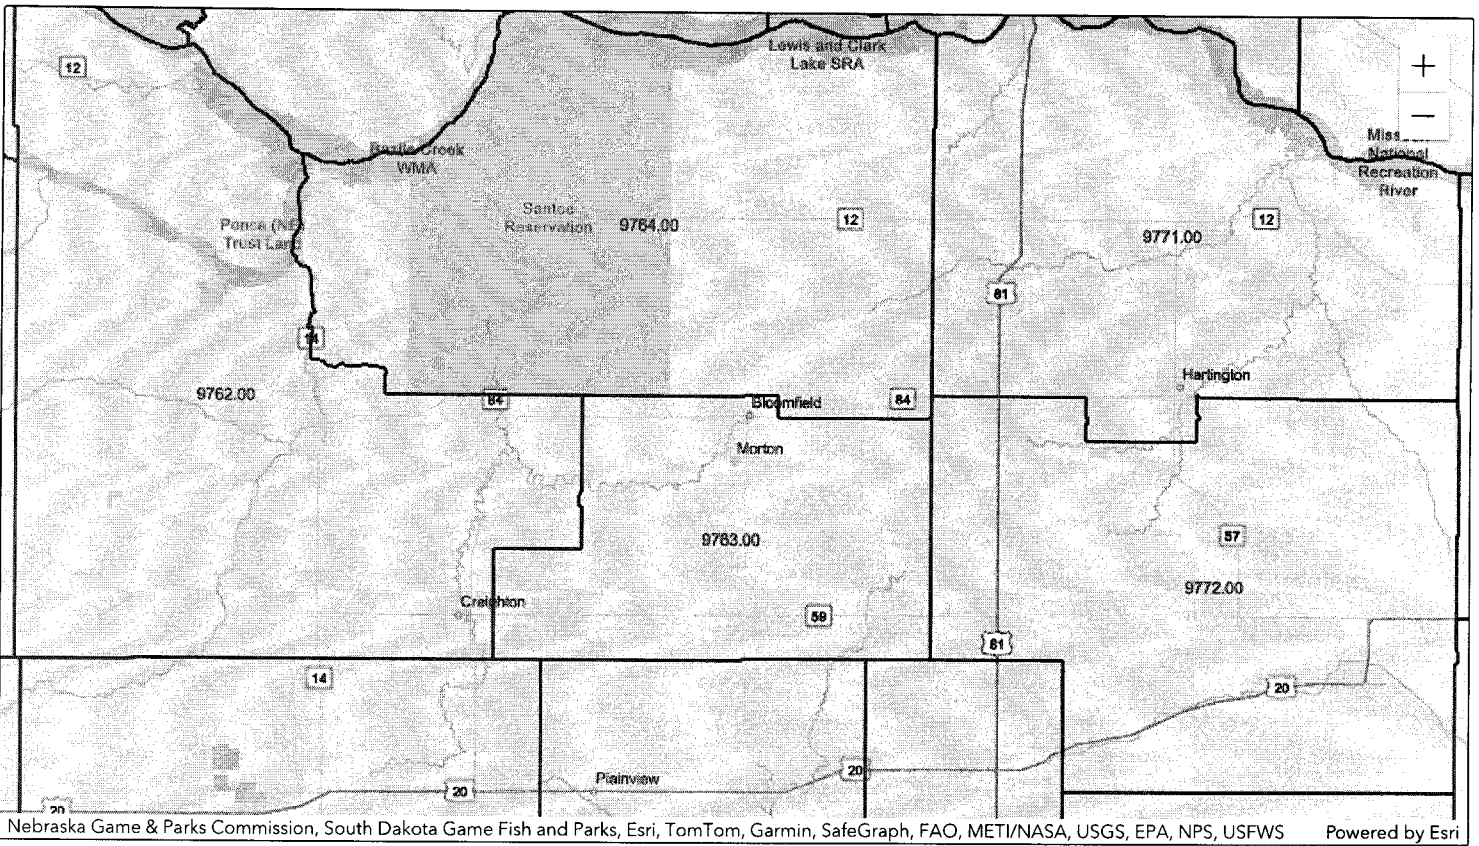 Lewis and Clark
Lake SRA
12
+
−
Bazile Creek
WMA
National
Recreation
River
Santee
Reservation
9764.00
12
12
Ponca (NE)
Trust Land
9771.00
81
14
Hartington
9762.00
84
84
Bloomfield
Morton
9763.00
57
9772.00
Creighton
59
81
14
20
20
Plainview
20
20
Nebraska Game & Parks Commission, South Dakota Game Fish and Parks, Esri, TomTom, Garmin, SafeGraph, FAO, METI/NASA, USGS, EPA, NPS, USFWS
Powered by Esri